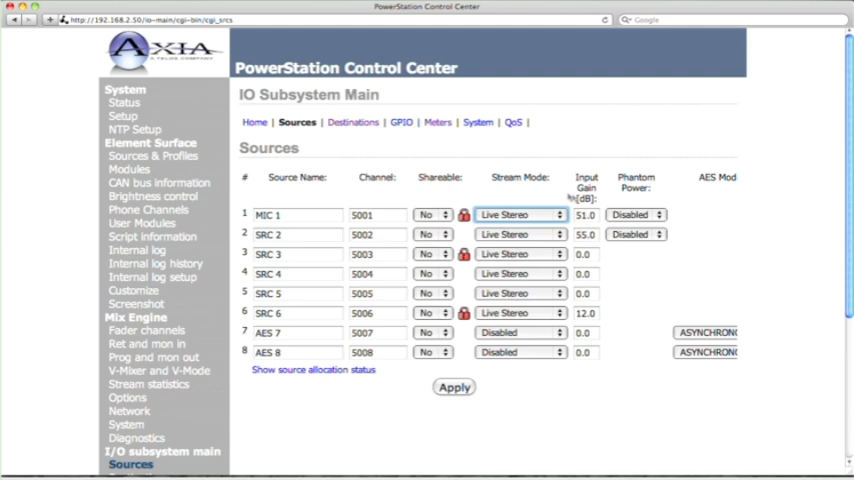 PowerStation Control Center
http://192.168.2.50/io-main/cgi-bin/cgi_srcs
Google
AXIA
A TELOS COMPANY
PowerStation Control Center
System
Status
Setup
NTP Setup
Element Surface
Sources & Profiles
Modules
CAN bus information
Brightness control
Phone Channels
User Modules
Script information
Internal log
Internal log history
Internal log setup
Customize
Screenshot
Mix Engine
Fader channels
Ret and mon in
Prog and mon out
V-Mixer and V-Mode
Stream statistics
Options
Network
System
Diagnostics
I/O subsystem main
Sources
IO Subsystem Main
Home | Sources | Destinations | GPIO | Meters | System | QoS |
Sources
# Source Name: Channel: Shareable: Stream Mode: Input Gain [dB]: Phantom Power: AES Mod
1 MIC 1 5001 No Live Stereo 51.0 Disabled
2 SRC 2 5002 No Live Stereo 55.0 Disabled
3 SRC 3 5003 No Live Stereo 0.0
4 SRC 4 5004 No Live Stereo 0.0
5 SRC 5 5005 No Live Stereo 0.0
6 SRC 6 5006 No Live Stereo 12.0
7 AES 7 5007 No Disabled 0.0 ASYNCHRONO
8 AES 8 5008 No Disabled 0.0 ASYNCHRONO
Show source allocation status
Apply